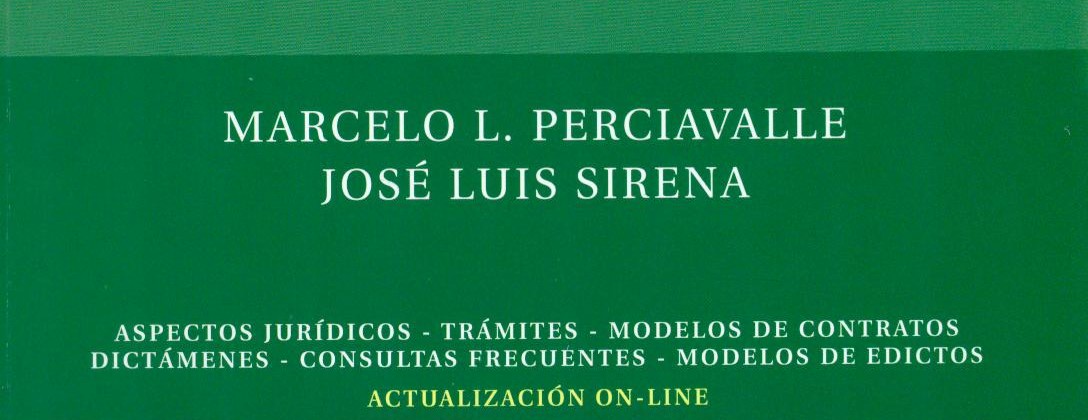 MARCELO L. PERCIAVALLE
JOSÉ LUIS SIRENA
ASPECTOS JURÍDICOS - TRÁMITES - MODELOS DE CONTRATOS
DICTÁMENES - CONSULTAS FRECUENTES - MODELOS DE EDICTOS
ACTUALIZACIÓN ON-LINE